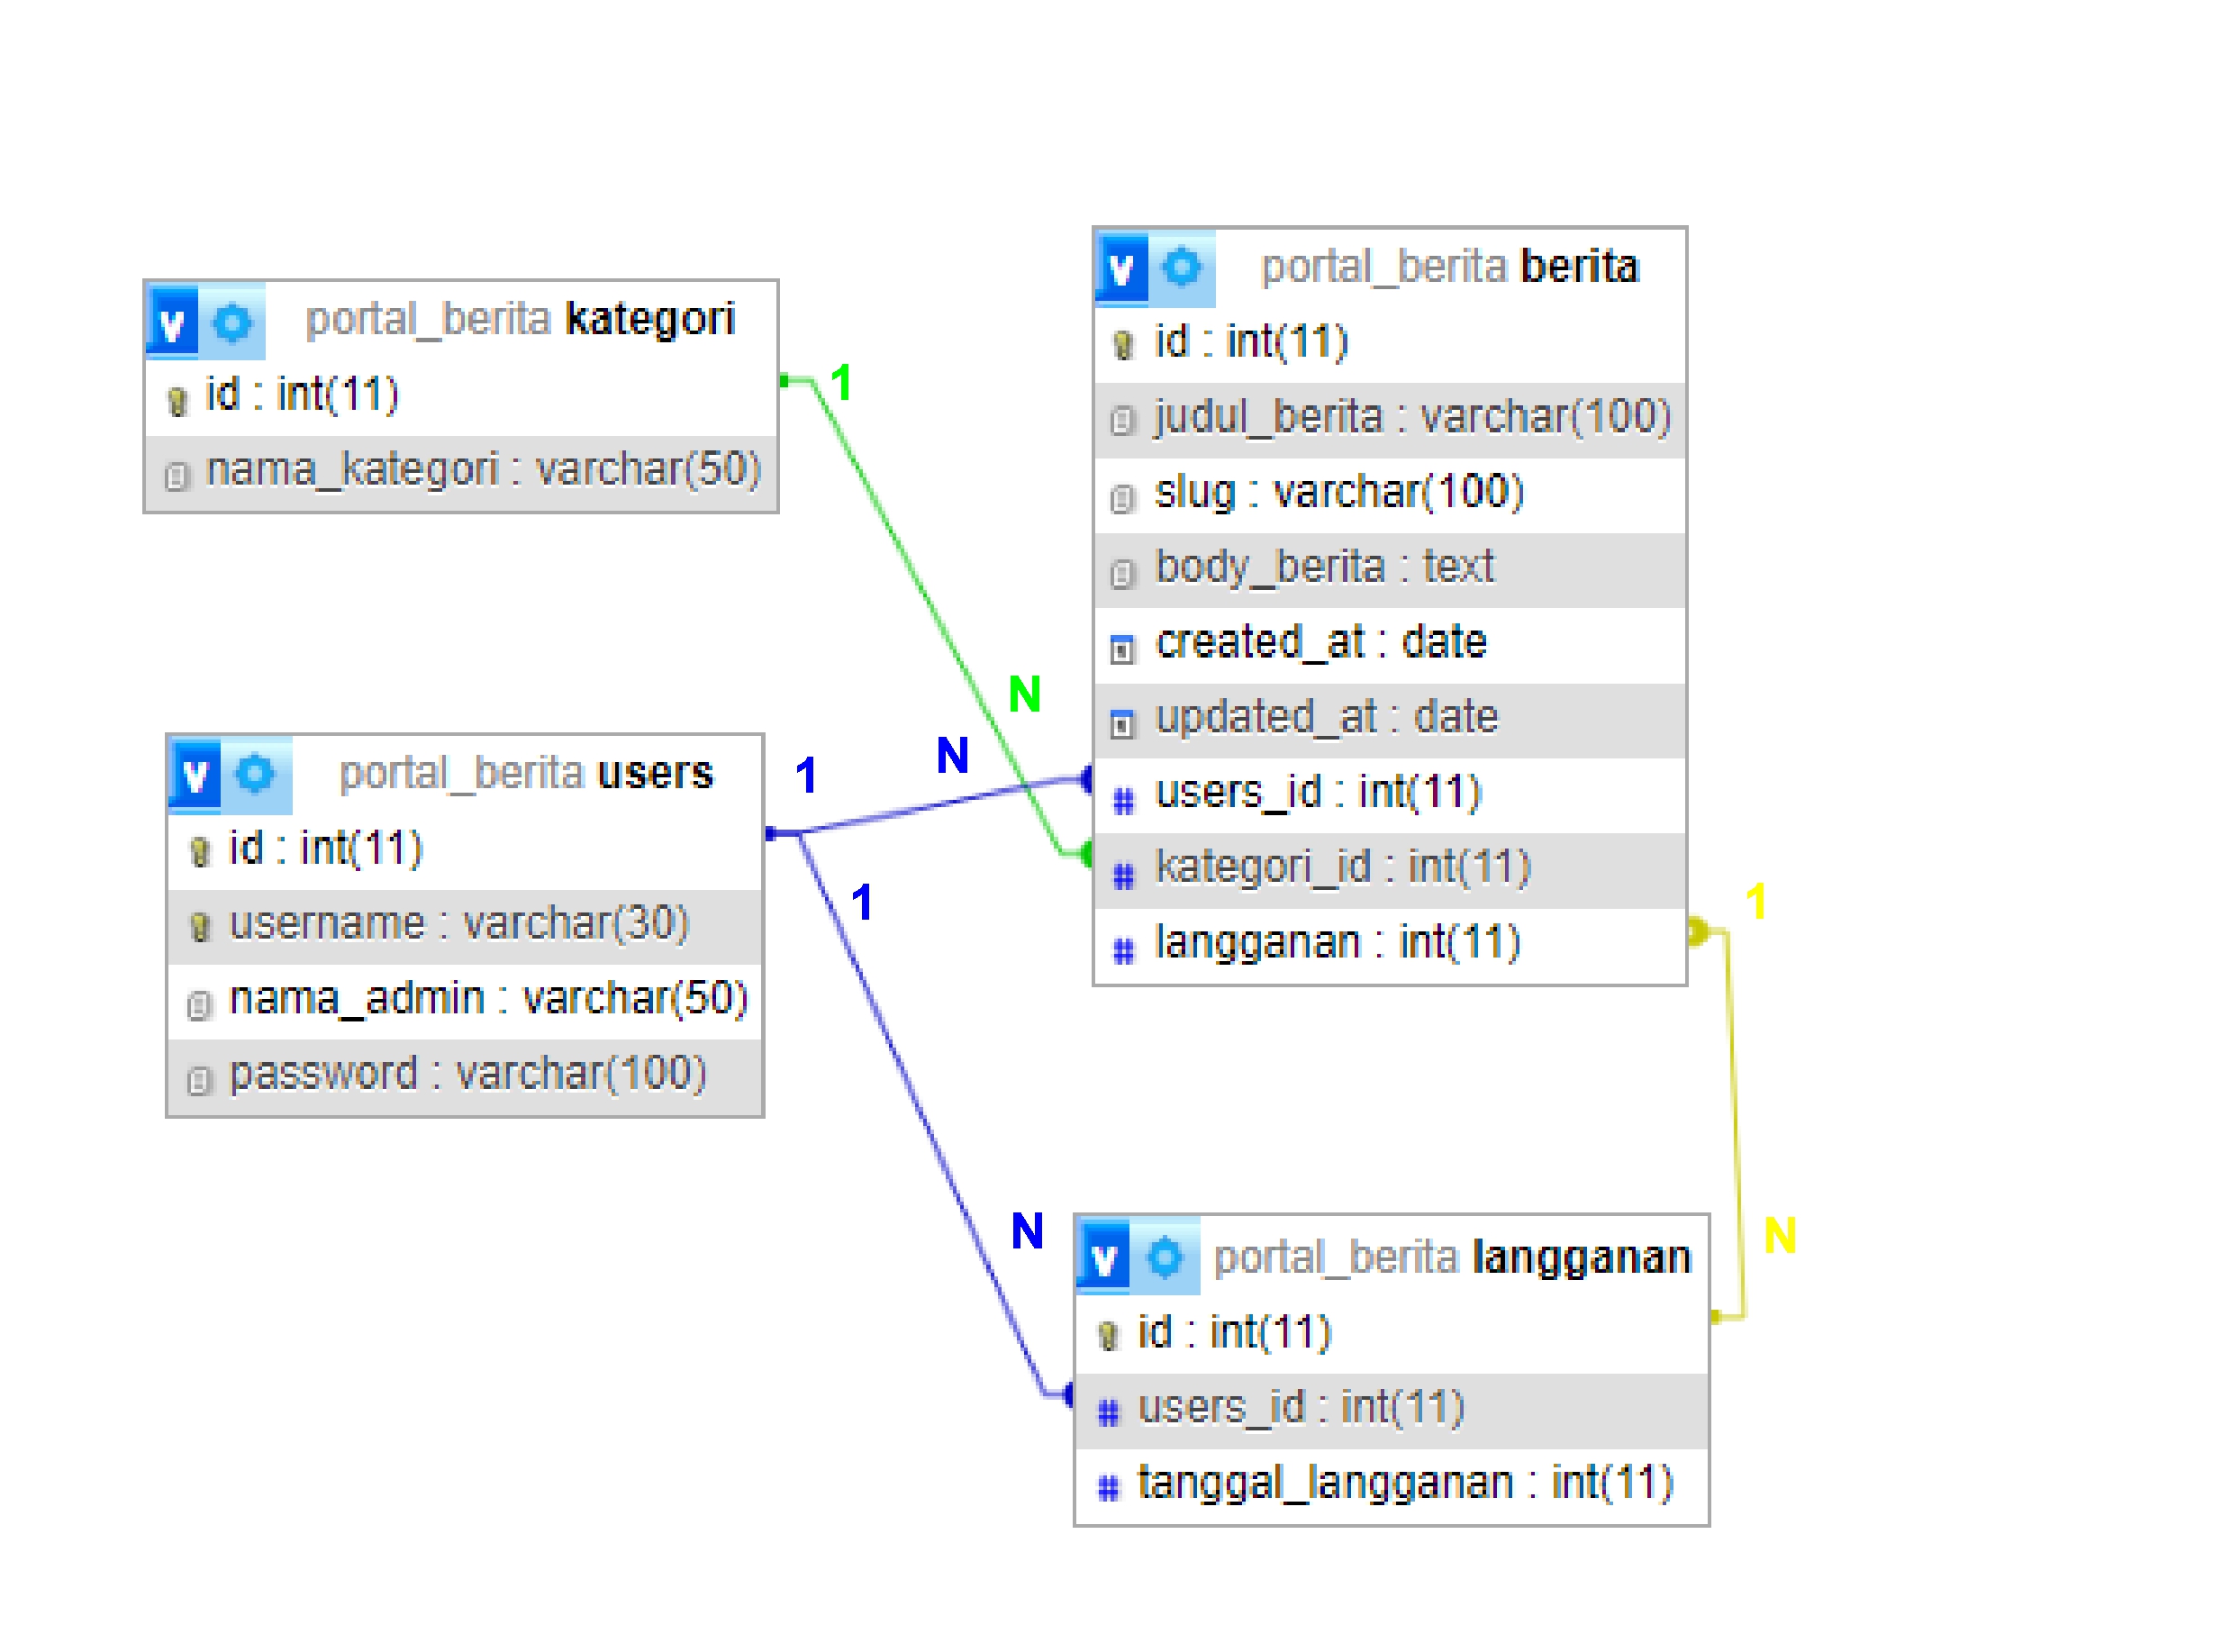 portal_berita kategori
id : int(11)
nama_kategori : varchar(50)
portal_berita berita
id : int(11)
judul_berita : varchar(100)
slug : varchar(100)
body_berita : text
created_at : date
updated_at : date
users_id : int(11)
kategori_id : int(11)
langganan : int(11)
portal_berita users
id : int(11)
username : varchar(30)
nama_admin : varchar(50)
password : varchar(100)
portal_berita langganan
id : int(11)
users_id : int(11)
tanggal_langganan : int(11)
1
N
1
N
1
N
1
N